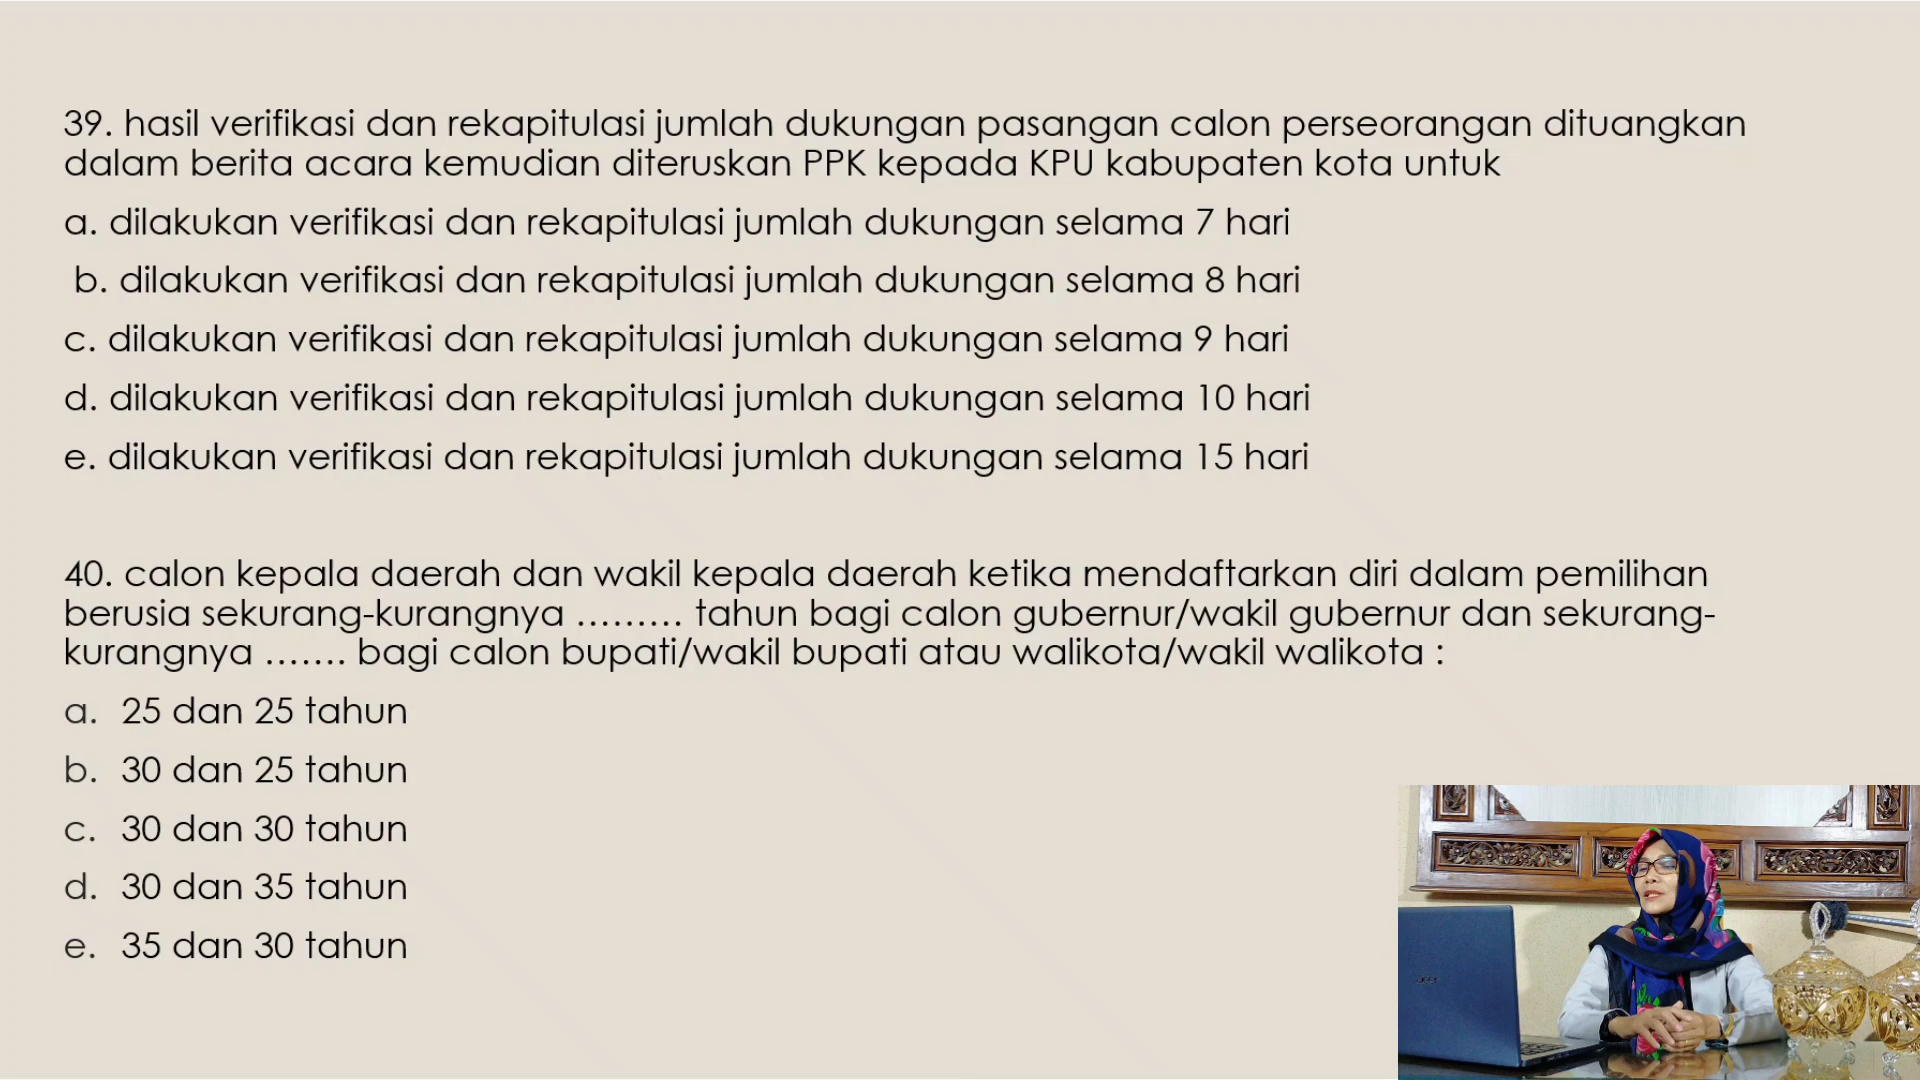 39. hasil verifikasi dan rekapitulasi jumlah dukungan pasangan calon perseorangan dituangkan
dalam berita acara kemudian diteruskan PPK kepada KPU kabupaten kota untuk
a. dilakukan verifikasi dan rekapitulasi jumlah dukungan selama 7 hari
b. dilakukan verifikasi dan rekapitulasi jumlah dukungan selama 8 hari
c. dilakukan verifikasi dan rekapitulasi jumlah dukungan selama 9 hari
d. dilakukan verifikasi dan rekapitulasi jumlah dukungan selama 10 hari
e. dilakukan verifikasi dan rekapitulasi jumlah dukungan selama 15 hari
40. calon kepala daerah dan wakil kepala daerah ketika mendaftarkan diri dalam pemilihan
berusia sekurang-kurangnya ......... tahun bagi calon gubernur/wakil gubernur dan sekurang-
kurangnya ....... bagi calon bupati/wakil bupati atau walikota/wakil walikota :
a. 25 dan 25 tahun
b. 30 dan 25 tahun
c. 30 dan 30 tahun
d. 30 dan 35 tahun
e. 35 dan 30 tahun
acer